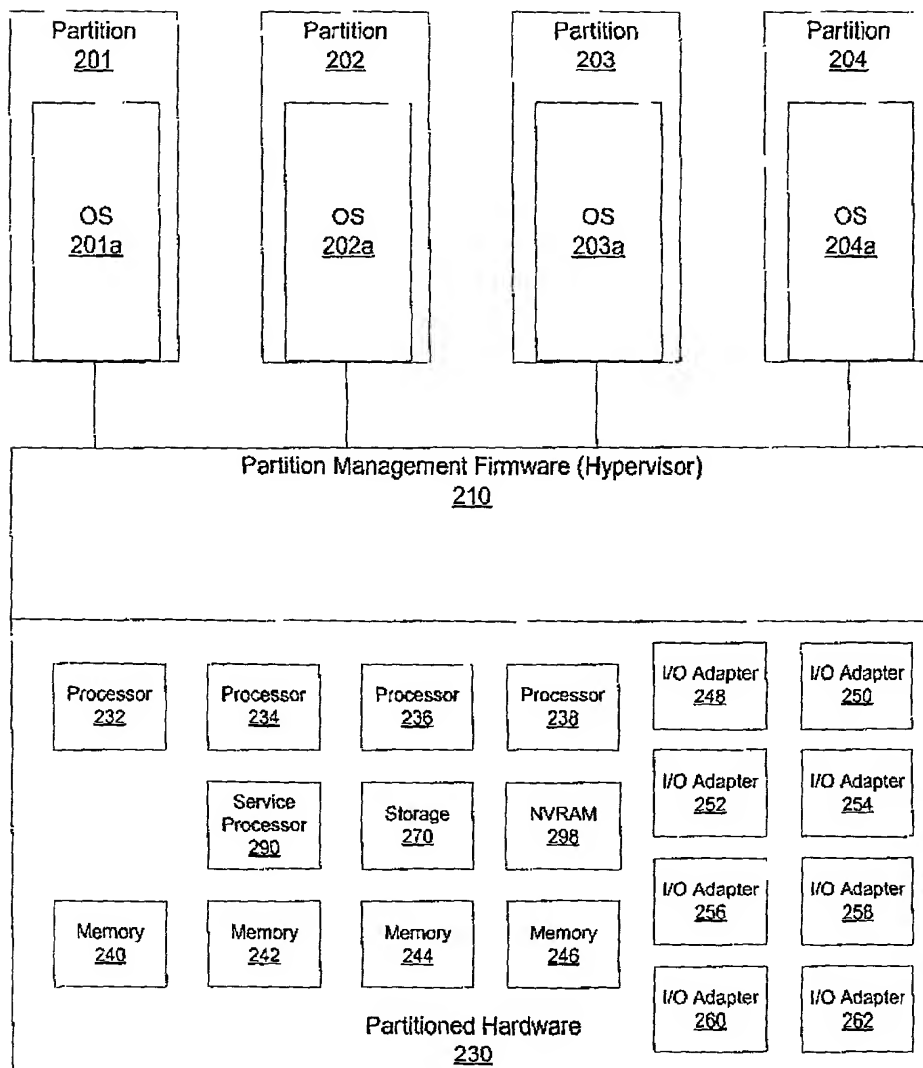 Partition
201
Partition
202
Partition
203
Partition
204
OS
201a
OS
202a
OS
203a
OS
204a
Partition Management Firmware (Hypervisor)
210
Processor
232
Processor
234
Processor
236
Processor
238
I/O Adapter
248
I/O Adapter
250
Service
Processor
290
Storage
270
NVRAM
298
I/O Adapter
252
I/O Adapter
254
Memory
240
Memory
242
Memory
244
Memory
246
I/O Adapter
256
I/O Adapter
258
I/O Adapter
260
I/O Adapter
262
Partitioned Hardware
230